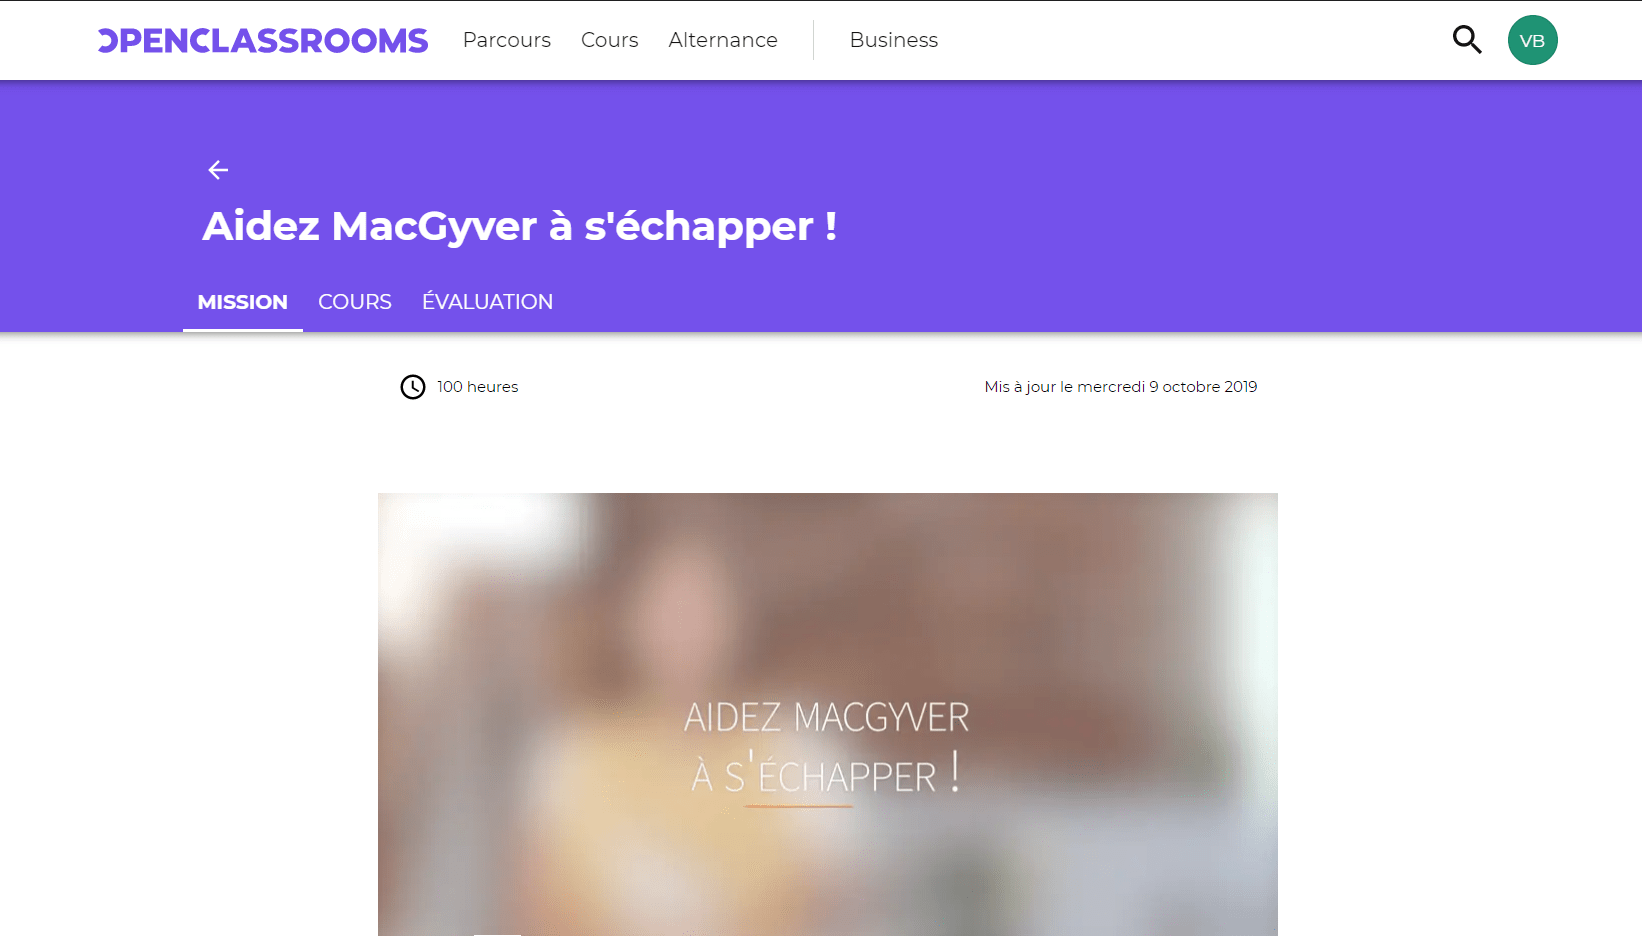 OPENCLASSROOMS Parcours Cours Alternance Business VB
Aidez MacGyver à s'échapper !
MISSION COURS ÉVALUATION
100 heures Mis à jour le mercredi 9 octobre 2019
AIDEZ MACGYVER
À S'ÉCHAPPER !